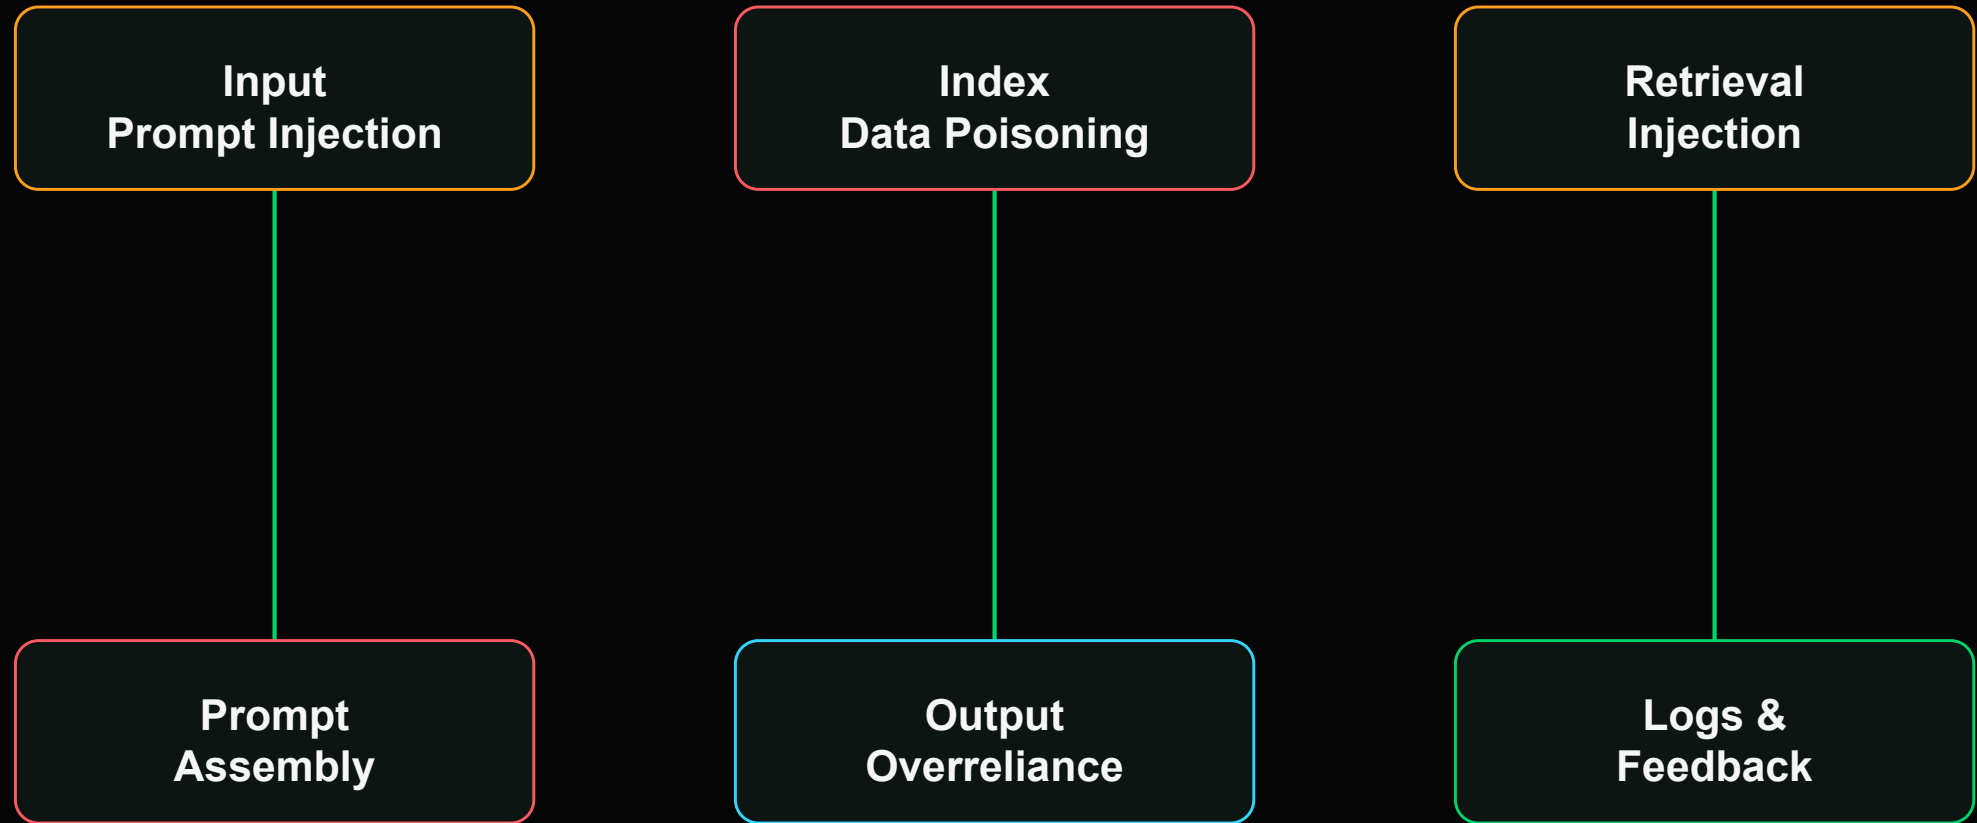 Input
Prompt Injection
Index
Data Poisoning
Retrieval
Injection
Prompt
Assembly
Output
Overreliance
Logs &
Feedback